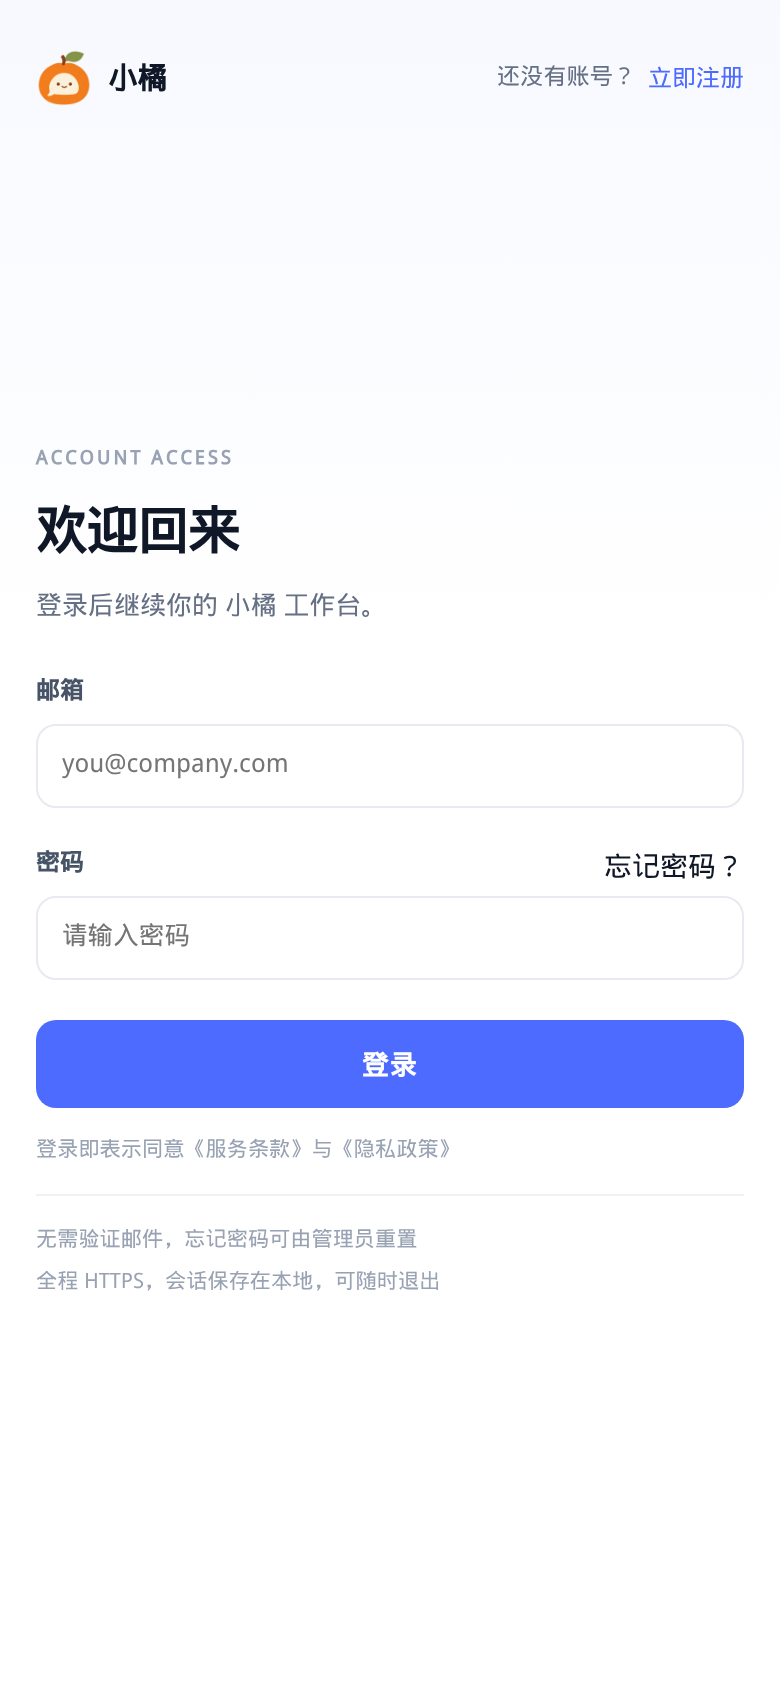 小橘
还没有账号？ 立即注册
ACCOUNT ACCESS
欢迎回来
登录后继续你的 小橘 工作台。
邮箱
you@company.com
密码 忘记密码？
请输入密码
登录
登录即表示同意《服务条款》与《隐私政策》
无需验证邮件，忘记密码可由管理员重置
全程 HTTPS，会话保存在本地，可随时退出